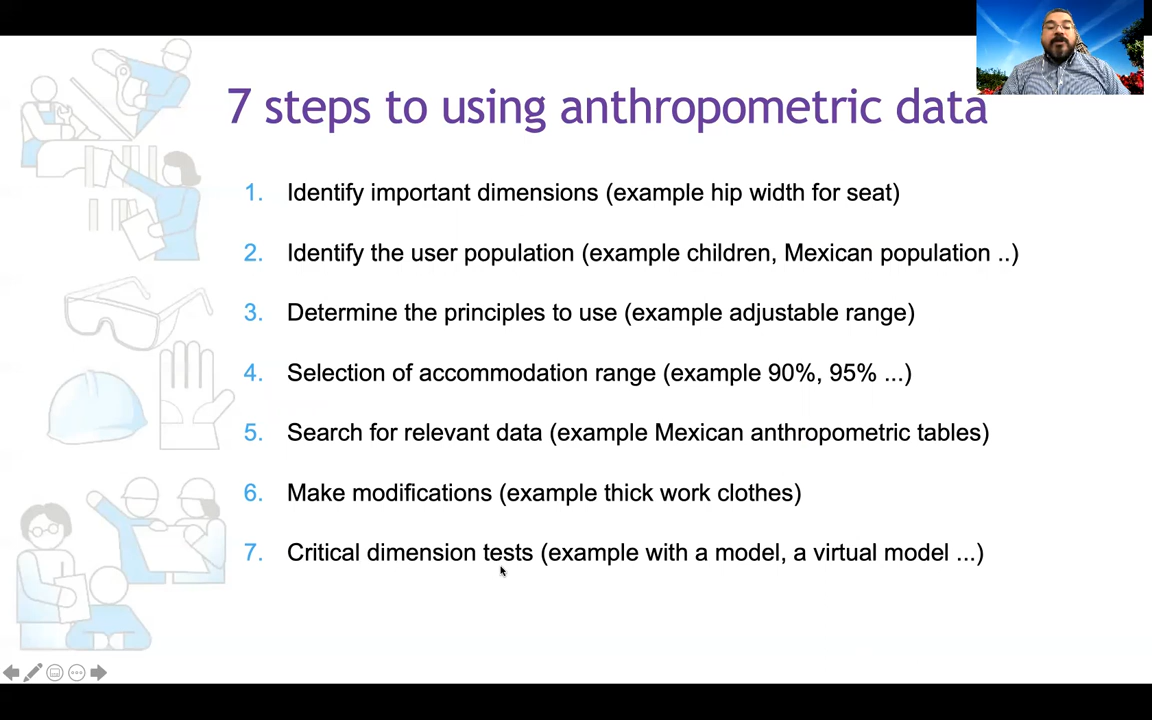 7 steps to using anthropometric data
1. Identify important dimensions (example hip width for seat)
2. Identify the user population (example children, Mexican population ..)
3. Determine the principles to use (example adjustable range)
4. Selection of accommodation range (example 90%, 95% ...)
5. Search for relevant data (example Mexican anthropometric tables)
6. Make modifications (example thick work clothes)
7. Critical dimension tests (example with a model, a virtual model ...)